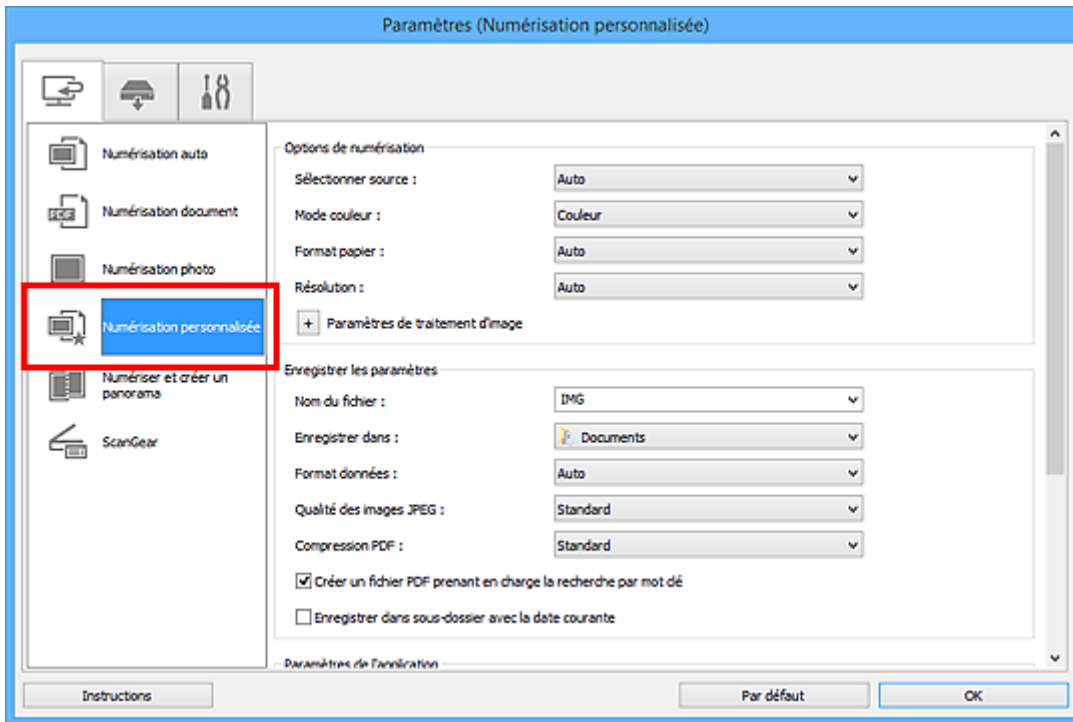 Paramètres (Numérisation personnalisée)
Numérisation auto
PDF
Numérisation document
Numérisation photo
Numérisation personnalisée
Numériser et créer un
panorama
ScanGear
Options de numérisation
Sélectionner source : Auto
Mode couleur : Couleur
Format papier : Auto
Résolution : Auto
+ Paramètres de traitement d'image
Enregistrer les paramètres
Nom du fichier : IMG
Enregistrer dans : Documents
Format données : Auto
Qualité des images JPEG : Standard
Compression PDF : Standard
Créer un fichier PDF prenant en charge la recherche par mot clé
Enregistrer dans sous-dossier avec la date courante
Paramètres de l'application
Instructions
Par défaut
OK